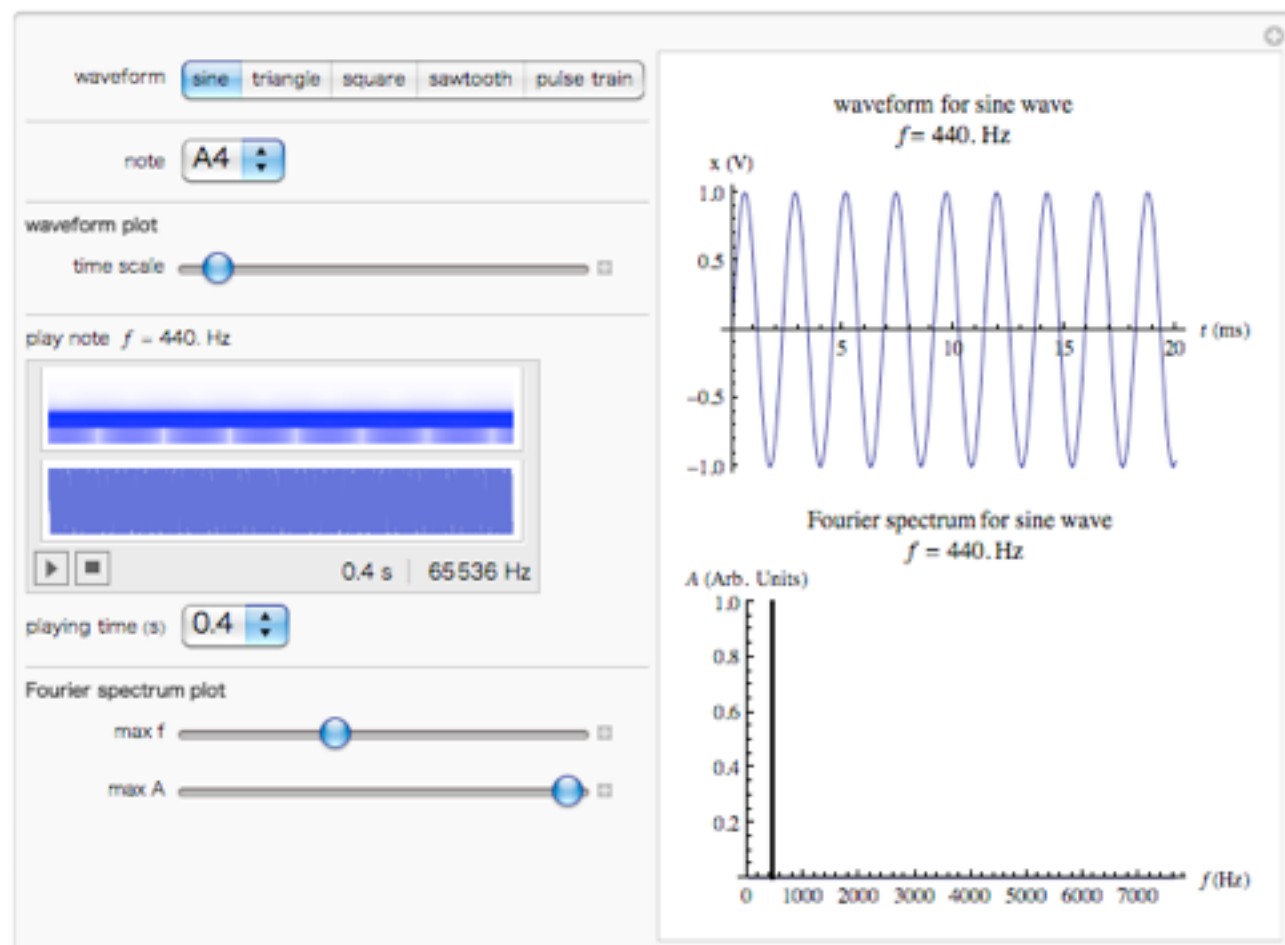 waveform sine triangle square sawtooth pulse train
note A4
waveform plot
time scale
play note f = 440. Hz
0.4 s | 65536 Hz
playing time (s) 0.4
Fourier spectrum plot
max f
max A
waveform for sine wave
f = 440. Hz
x (V)
1.0
0.5
t (ms)
5 10 15 20
−0.5
−1.0
Fourier spectrum for sine wave
f = 440. Hz
A (Arb. Units)
1.0
0.8
0.6
0.4
0.2
f (Hz)
0 1000 2000 3000 4000 5000 6000 7000